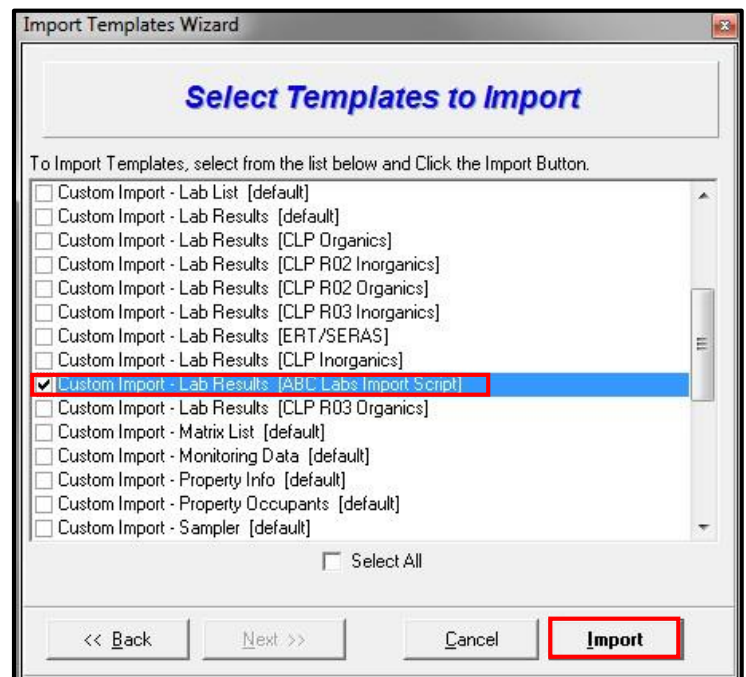 Import Templates Wizard
Select Templates to Import
To Import Templates, select from the list below and Click the Import Button.
Custom Import - Lab List [default]
Custom Import - Lab Results [default]
Custom Import - Lab Results [CLP Organics]
Custom Import - Lab Results [CLP R02 Inorganics]
Custom Import - Lab Results [CLP R02 Organics]
Custom Import - Lab Results [CLP R03 Inorganics]
Custom Import - Lab Results [ERT/SERAS]
Custom Import - Lab Results [CLP Inorganics]
Custom Import - Lab Results [ABC Labs Import Script]
Custom Import - Lab Results [CLP R03 Organics]
Custom Import - Matrix List [default]
Custom Import - Monitoring Data [default]
Custom Import - Property Info [default]
Custom Import - Property Occupants [default]
Custom Import - Sampler [default]
Select All
<< Back Next >> Cancel Import